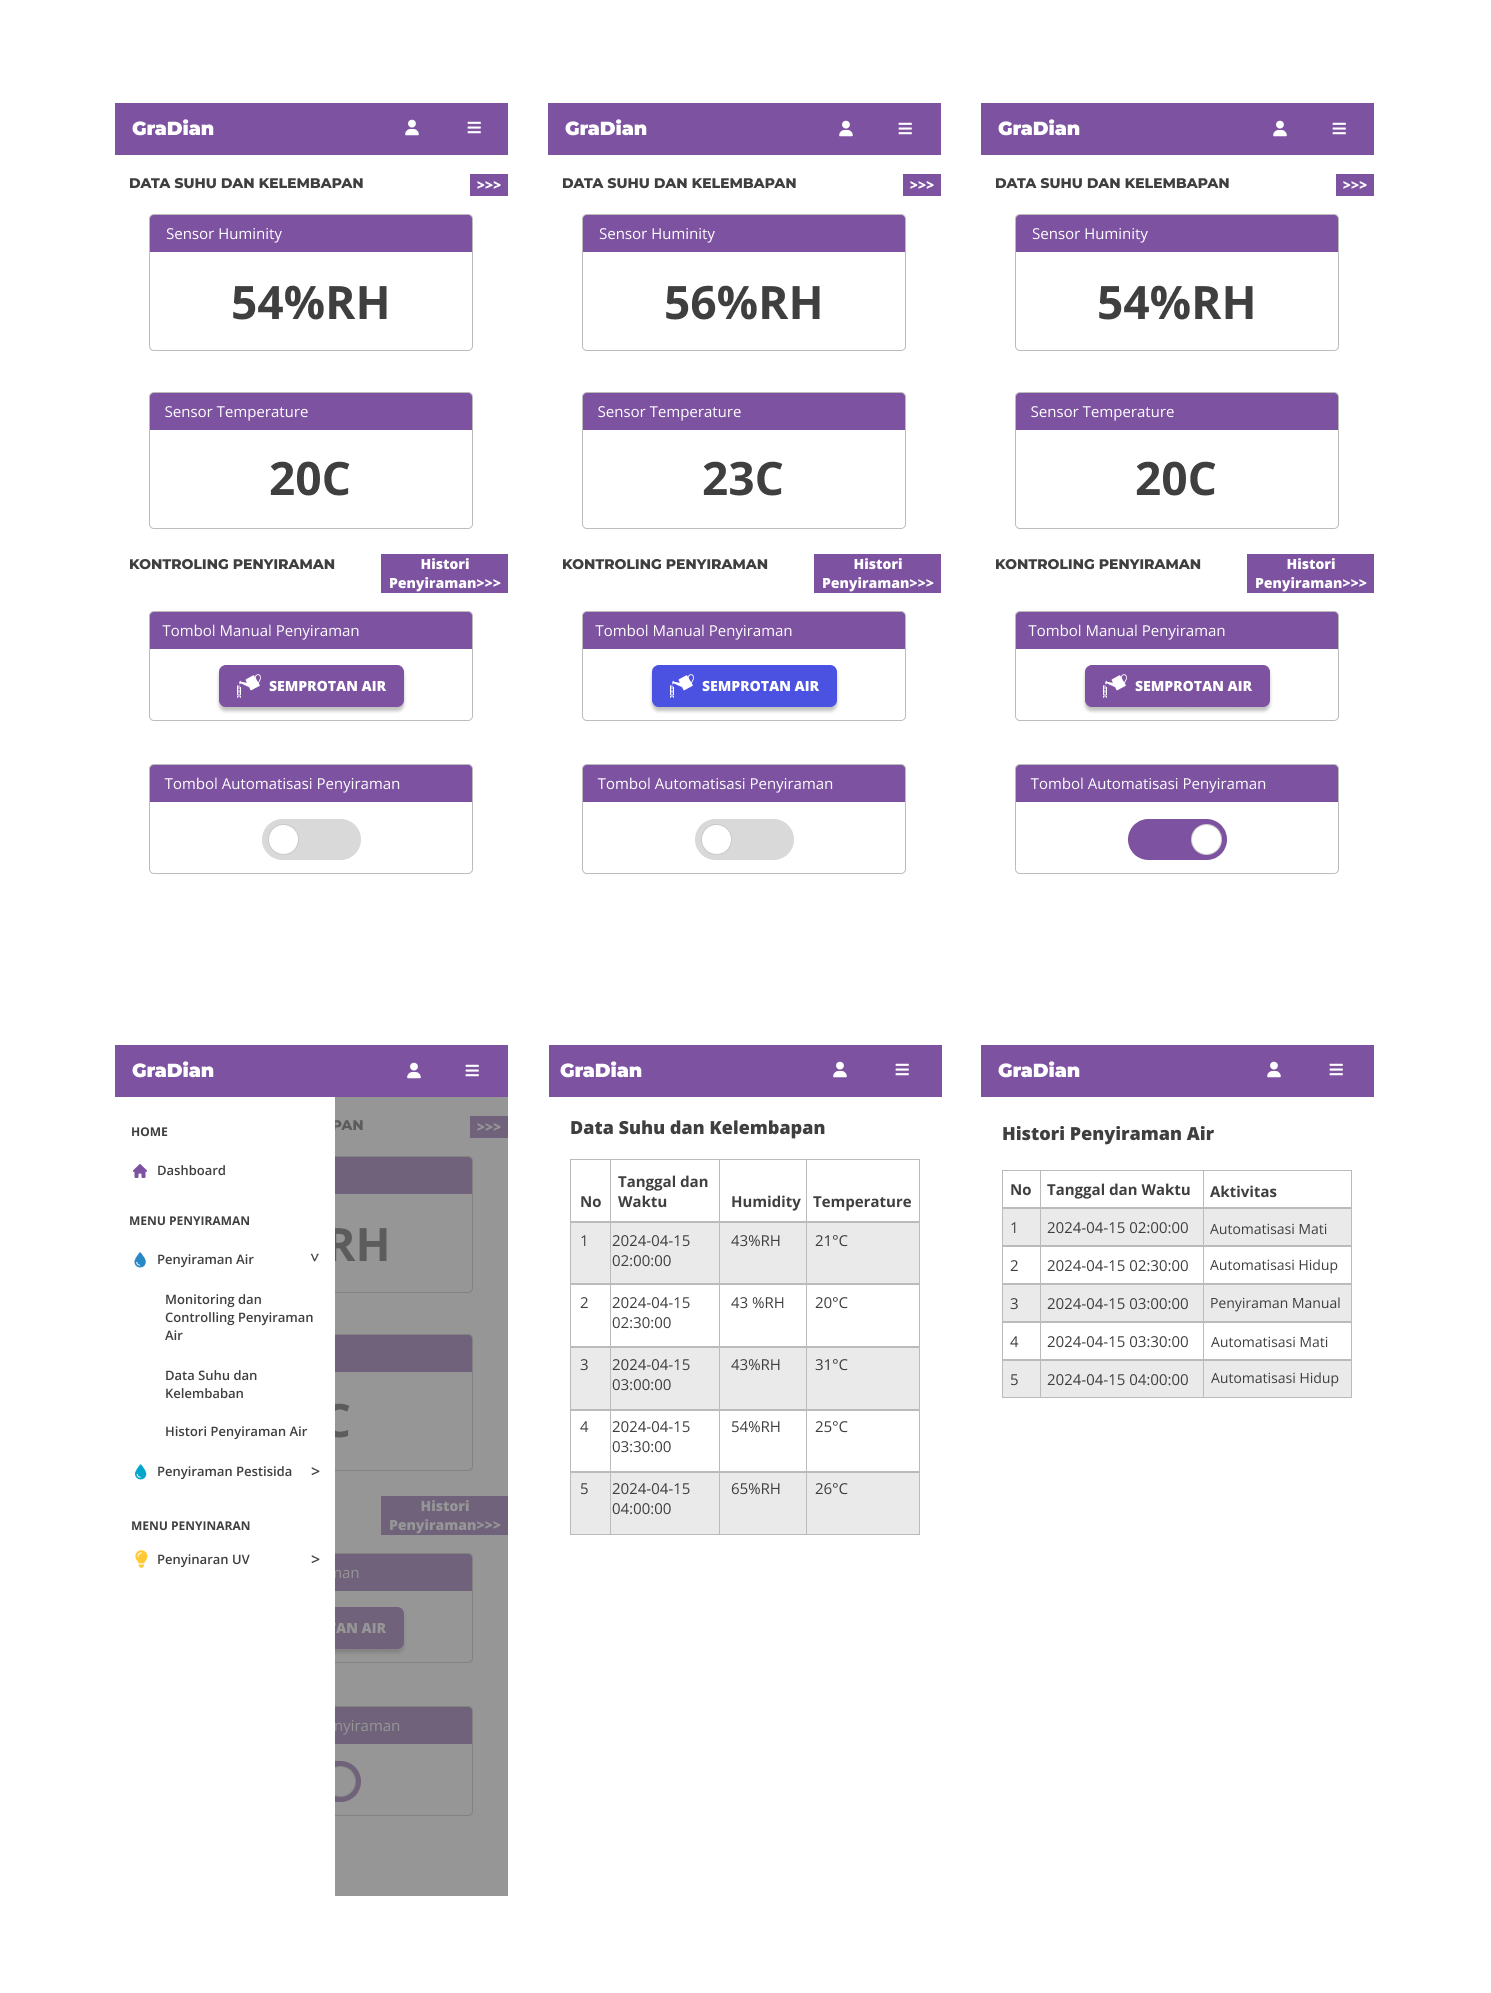 GraDian
DATA SUHU DAN KELEMBAPAN
>>>
Sensor Huminity
54%RH
Sensor Temperature
20C
KONTROLING PENYIRAMAN
Histori
Penyiraman>>>
Tombol Manual Penyiraman
SEMPROTAN AIR
Tombol Automatisasi Penyiraman
GraDian
DATA SUHU DAN KELEMBAPAN
>>>
Sensor Huminity
56%RH
Sensor Temperature
23C
KONTROLING PENYIRAMAN
Histori
Penyiraman>>>
Tombol Manual Penyiraman
SEMPROTAN AIR
Tombol Automatisasi Penyiraman
GraDian
DATA SUHU DAN KELEMBAPAN
>>>
Sensor Huminity
54%RH
Sensor Temperature
20C
KONTROLING PENYIRAMAN
Histori
Penyiraman>>>
Tombol Manual Penyiraman
SEMPROTAN AIR
Tombol Automatisasi Penyiraman
GraDian
HOME
Dashboard
MENU PENYIRAMAN
Penyiraman Air >
Monitoring dan
Controlling Penyiraman
Air
Data Suhu dan
Kelembaban
Histori Penyiraman Air
Penyiraman Pestisida >
MENU PENYINARAN
Penyinaran UV >
PAN
>>>
RH
C
Histori
Penyiraman>>>
nan
AN AIR
nyiraman
GraDian
Data Suhu dan Kelembapan
No Tanggal dan Waktu Humidity Temperature
1 2024-04-15 02:00:00 43%RH 21°C
2 2024-04-15 02:30:00 43 %RH 20°C
3 2024-04-15 03:00:00 43%RH 31°C
4 2024-04-15 03:30:00 54%RH 25°C
5 2024-04-15 04:00:00 65%RH 26°C
GraDian
Histori Penyiraman Air
No Tanggal dan Waktu Aktivitas
1 2024-04-15 02:00:00 Automatisasi Mati
2 2024-04-15 02:30:00 Automatisasi Hidup
3 2024-04-15 03:00:00 Penyiraman Manual
4 2024-04-15 03:30:00 Automatisasi Mati
5 2024-04-15 04:00:00 Automatisasi Hidup